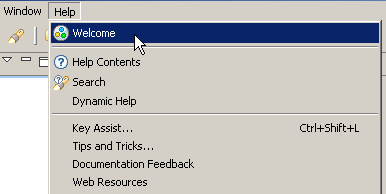 Window Help
Welcome
Help Contents
Search
Dynamic Help
Key Assist... Ctrl+Shift+L
Tips and Tricks...
Documentation Feedback
Web Resources